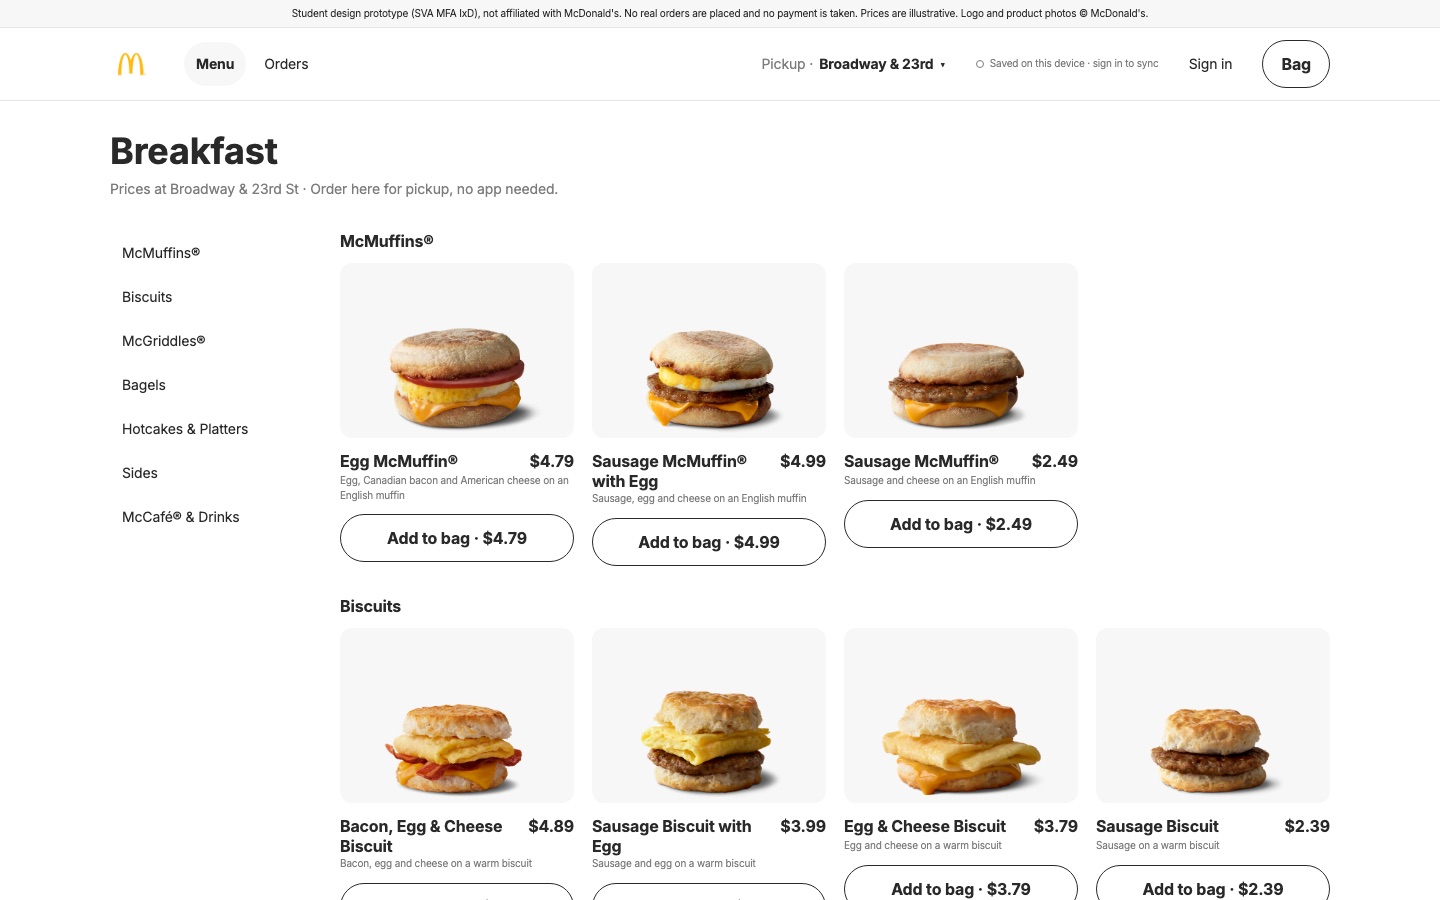 Student design prototype (SVA MFA IxD), not affiliated with McDonald's. No real orders are placed and no payment is taken. Prices are illustrative. Logo and product photos © McDonald's.
Menu
Orders
Pickup · Broadway & 23rd ▾
Saved on this device · sign in to sync
Sign in
Bag
Breakfast
Prices at Broadway & 23rd St · Order here for pickup, no app needed.
McMuffins®
Biscuits
McGriddles®
Bagels
Hotcakes & Platters
Sides
McCafé® & Drinks
McMuffins®
Egg McMuffin® $4.79
Egg, Canadian bacon and American cheese on an
English muffin
Add to bag · $4.79
Sausage McMuffin® $4.99
with Egg
Sausage, egg and cheese on an English muffin
Add to bag · $4.99
Sausage McMuffin® $2.49
Sausage and cheese on an English muffin
Add to bag · $2.49
Biscuits
Bacon, Egg & Cheese $4.89
Biscuit
Bacon, egg and cheese on a warm biscuit
Sausage Biscuit with $3.99
Egg
Sausage and egg on a warm biscuit
Egg & Cheese Biscuit $3.79
Egg and cheese on a warm biscuit
Add to bag · $3.79
Sausage Biscuit $2.39
Sausage on a warm biscuit
Add to bag · $2.39